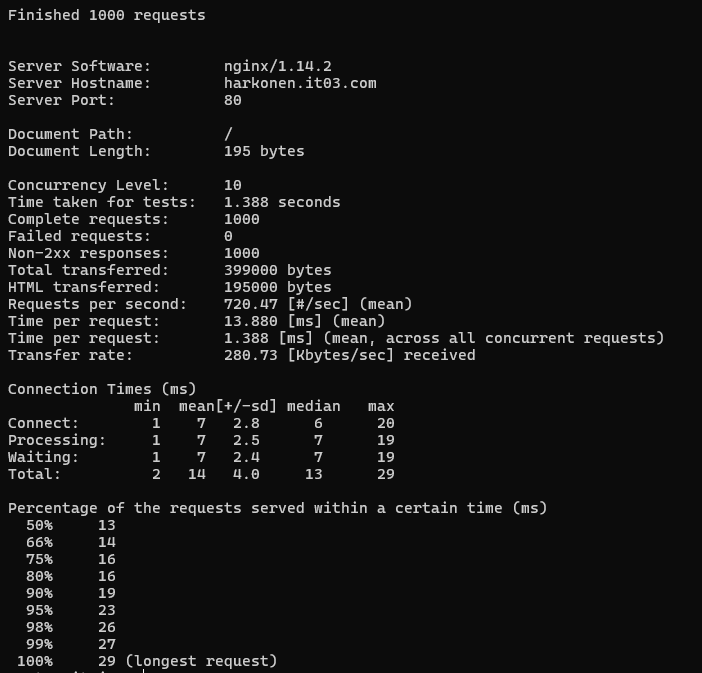 Finished 1000 requests
Server Software: nginx/1.14.2
Server Hostname: harkonen.it03.com
Server Port: 80
Document Path: /
Document Length: 195 bytes
Concurrency Level: 10
Time taken for tests: 1.388 seconds
Complete requests: 1000
Failed requests: 0
Non-2xx responses: 1000
Total transferred: 399000 bytes
HTML transferred: 195000 bytes
Requests per second: 720.47 [#/sec] (mean)
Time per request: 13.880 [ms] (mean)
Time per request: 1.388 [ms] (mean, across all concurrent requests)
Transfer rate: 280.73 [Kbytes/sec] received
Connection Times (ms)
min mean[+/-sd] median max
Connect: 1 7 2.8 6 20
Processing: 1 7 2.5 7 19
Waiting: 1 7 2.4 7 19
Total: 2 14 4.0 13 29
Percentage of the requests served within a certain time (ms)
50% 13
66% 14
75% 16
80% 16
90% 19
95% 23
98% 26
99% 27
100% 29 (longest request)